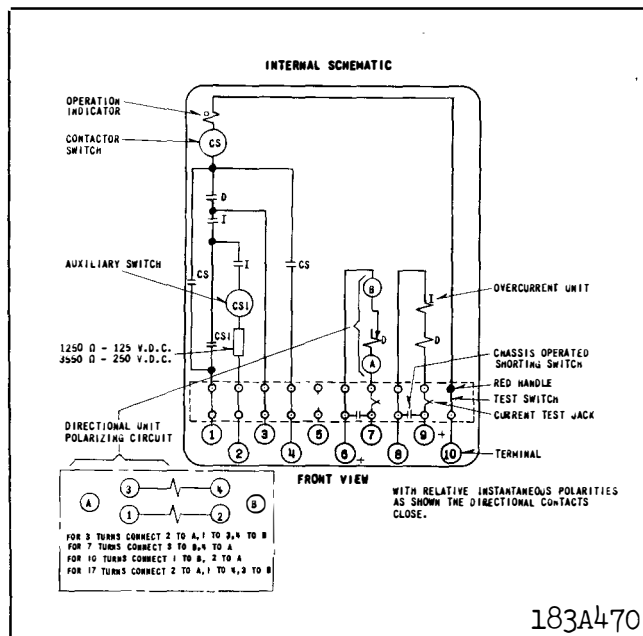 INTERNAL SCHEMATIC
OPERATION
INDICATOR
CONTACTOR
SWITCH
CS
D
I
CS
I
CS
AUXILIARY SWITCH
CS1
CS1
1250 Ω - 125 V.D.C.
3550 Ω - 250 V.D.C.
B
D
A
I
D
OVERCURRENT UNIT
CHASSIS OPERATED
SHORTING SWITCH
RED HANDLE
TEST SWITCH
CURRENT TEST JACK
1 2 3 4 5 6 + 7 8 9 + 10
TERMINAL
FRONT VIEW
DIRECTIONAL UNIT
POLARIZING CIRCUIT
A 3 4 B
1 2
FOR 3 TURNS CONNECT 2 TO A, 1 TO 3, 4 TO B
FOR 7 TURNS CONNECT 3 TO B, 4 TO A
FOR 10 TURNS CONNECT 1 TO B, 2 TO A
FOR 17 TURNS CONNECT 2 TO A, 1 TO 4, 3 TO B
WITH RELATIVE INSTANTANEOUS POLARITIES
AS SHOWN THE DIRECTIONAL CONTACTS
CLOSE.
183A470